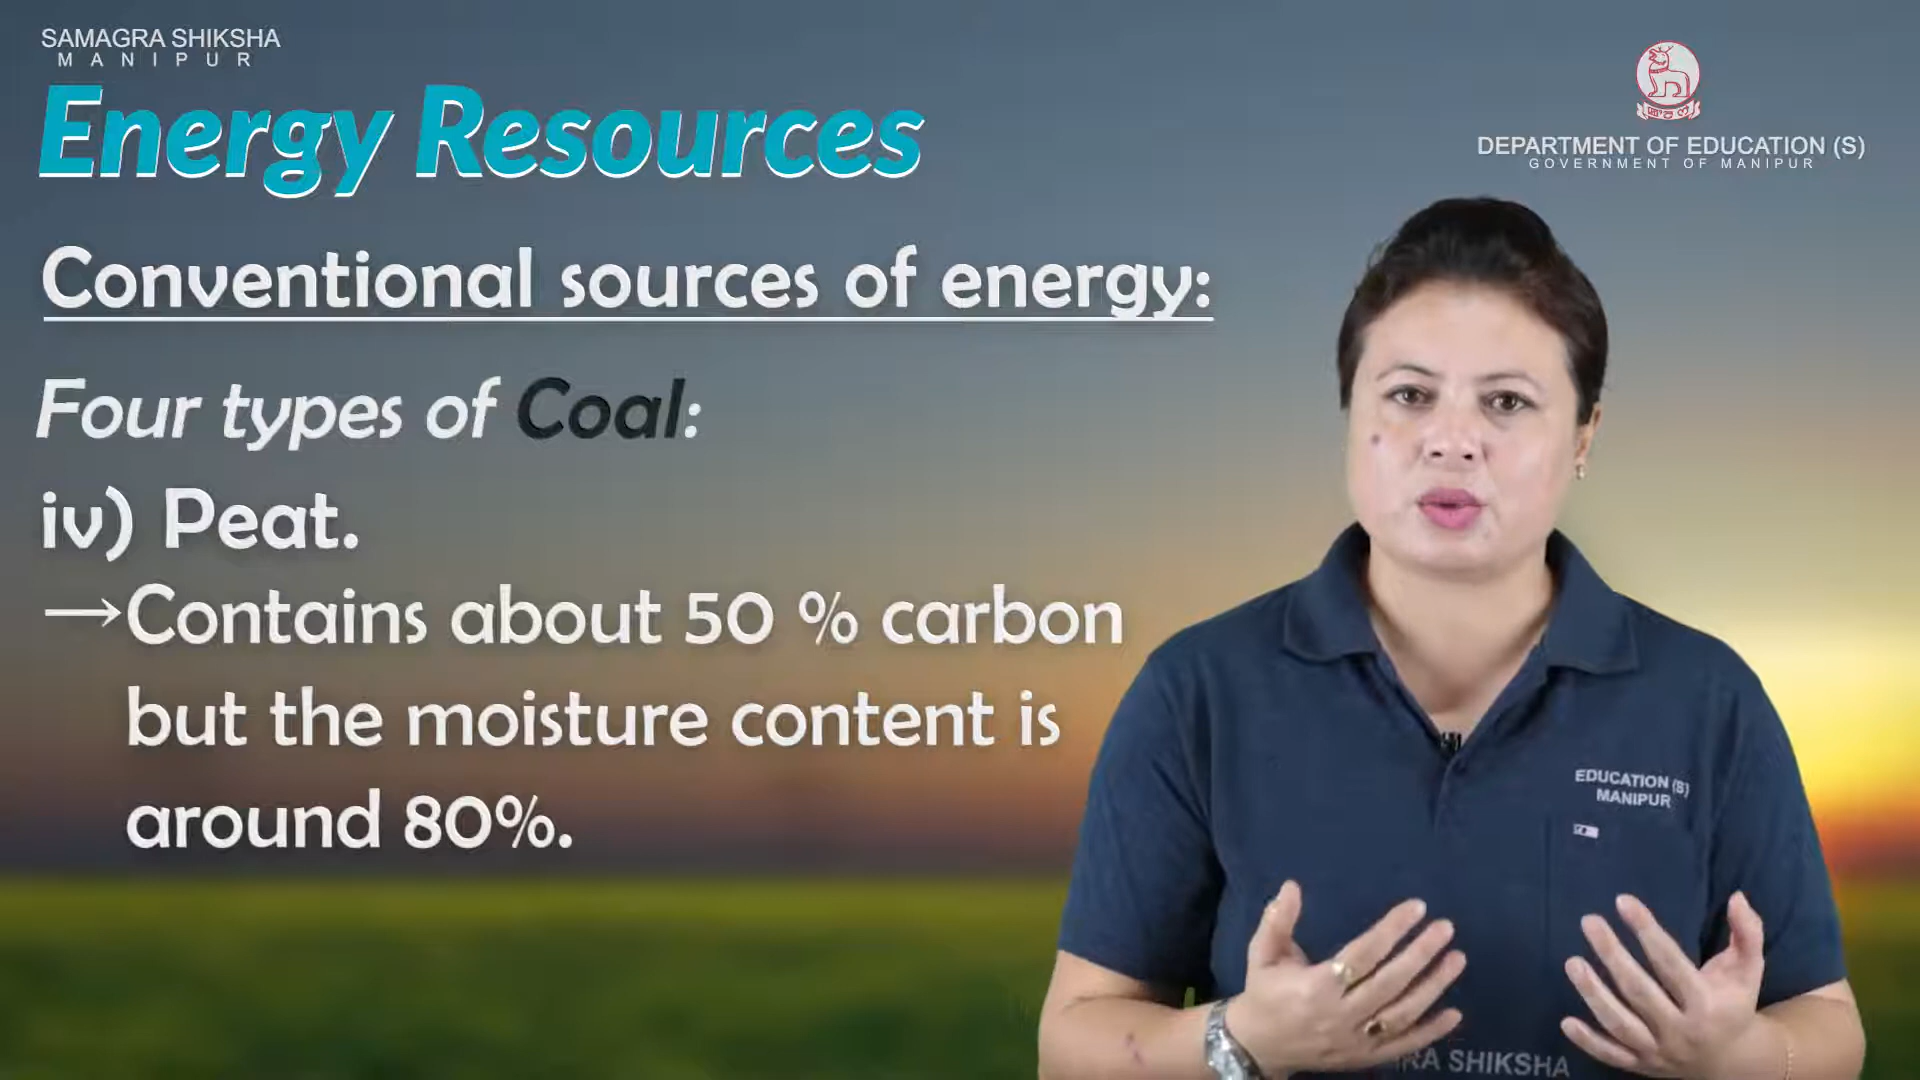 SAMAGRA SHIKSHA
MANIPUR
Energy Resources
DEPARTMENT OF EDUCATION (S)
GOVERNMENT OF MANIPUR
Conventional sources of energy:
Four types of Coal:
iv) Peat.
→Contains about 50 % carbon
but the moisture content is
around 80%.
EDUCATION (S)
MANIPUR
RA SHIKSHA